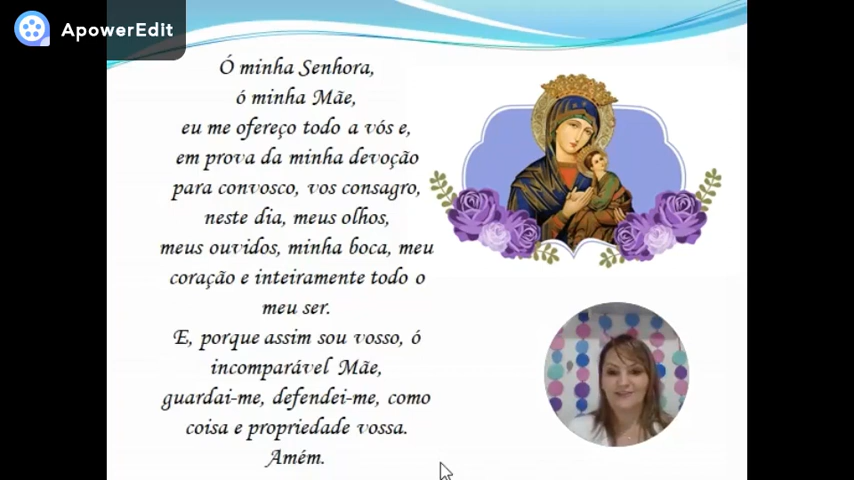 ApowerEdit
Ó minha Senhora,
ó minha Mãe,
eu me ofereço todo a vós e,
em prova da minha devoção
para convosco, vos consagro,
neste dia, meus olhos,
meus ouvidos, minha boca, meu
coração e inteiramente todo o
meu ser.
E, porque assim sou vosso, ó
incomparável Mãe,
guardai-me, defendei-me, como
coisa e propriedade vossa.
Amém.